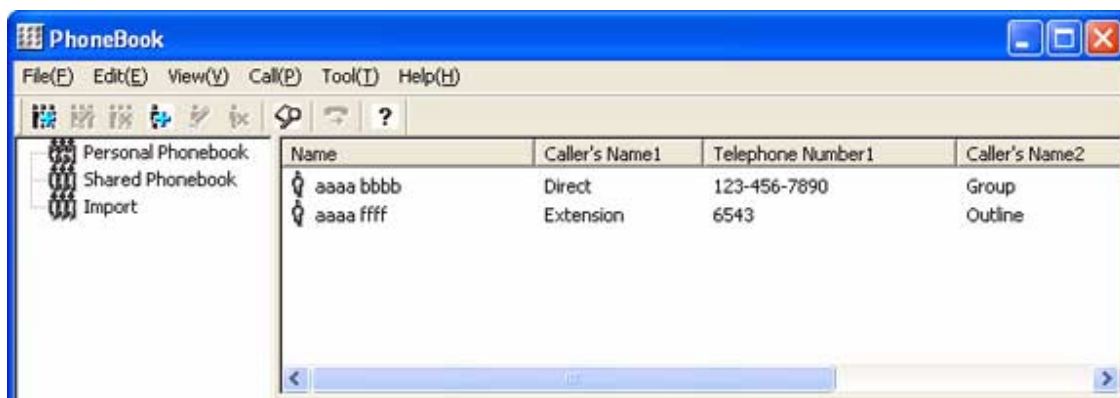 PhoneBook
File(F) Edit(E) View(V) Call(P) Tool(T) Help(H)
?
Personal Phonebook
Shared Phonebook
Import
Name Caller's Name1 Telephone Number1 Caller's Name2
aaaa bbbb Direct 123-456-7890 Group
aaaa ffff Extension 6543 Outline